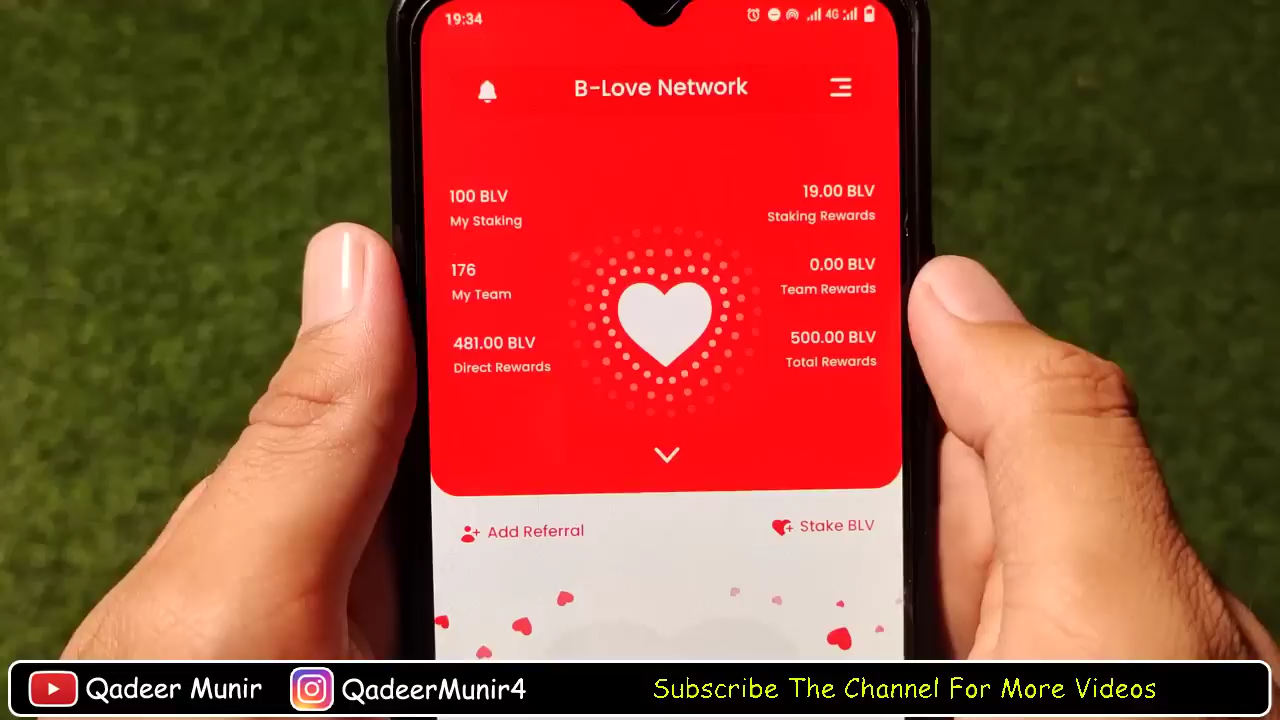 19:34
4G
B-Love Network
100 BLV
My Staking
19.00 BLV
Staking Rewards
176
My Team
0.00 BLV
Team Rewards
481.00 BLV
Direct Rewards
500.00 BLV
Total Rewards
Add Referral
Stake BLV
Qadeer Munir
QadeerMunir4
Subscribe The Channel For More Videos